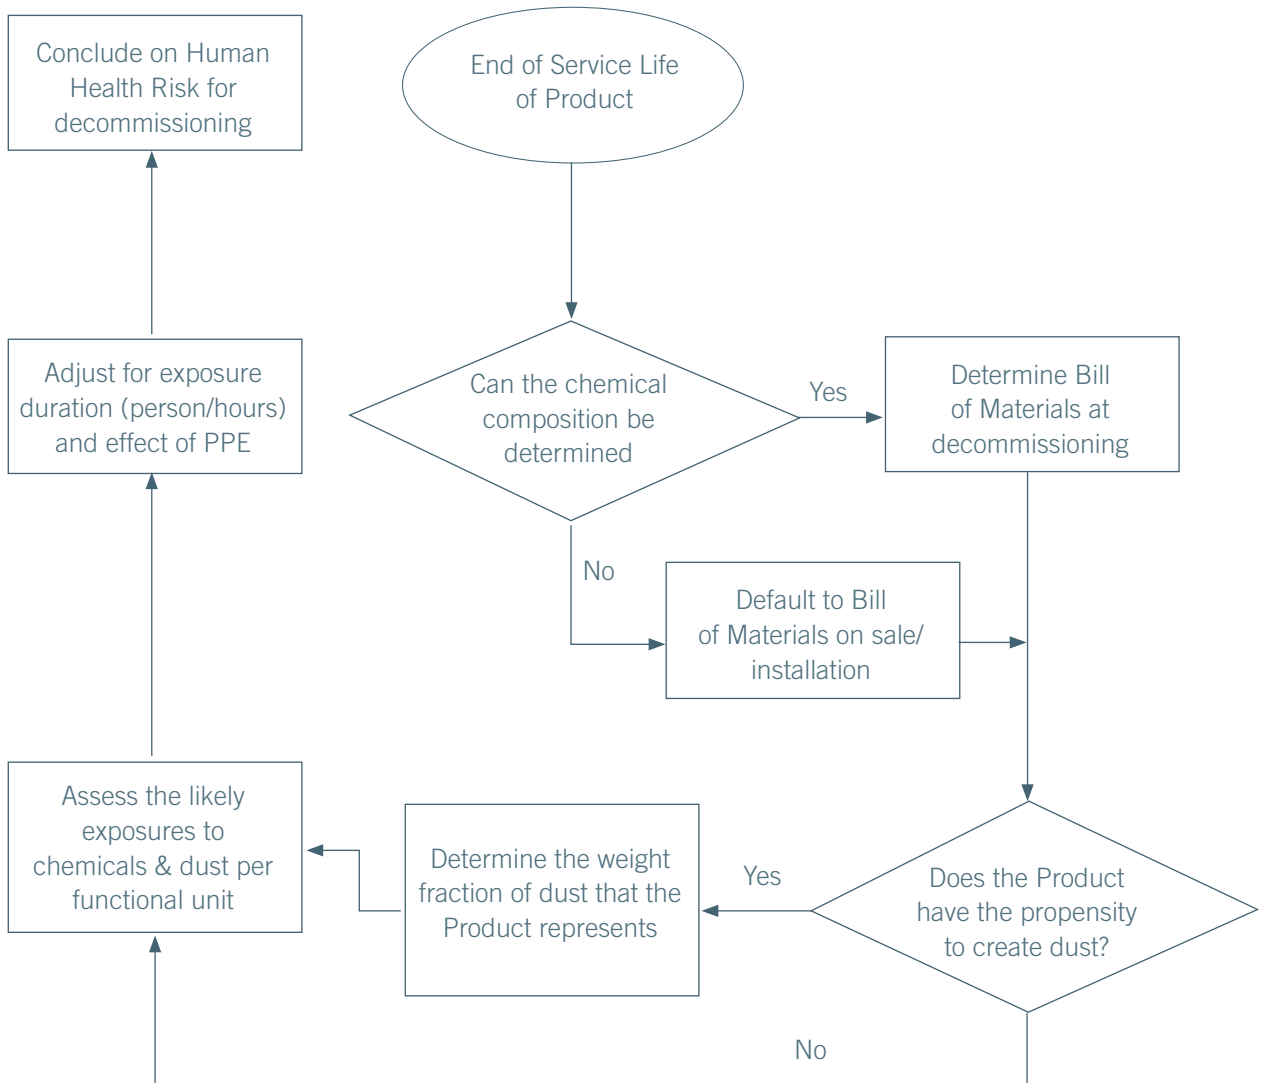 Conclude on Human
Health Risk for
decommissioning
End of Service Life
of Product
Adjust for exposure
duration (person/hours)
and effect of PPE
Can the chemical
composition be
determined
Yes
Determine Bill
of Materials at
decommissioning
No
Default to Bill
of Materials on sale/
installation
Assess the likely
exposures to
chemicals & dust per
functional unit
Determine the weight
fraction of dust that the
Product represents
Yes
Does the Product
have the propensity
to create dust?
No